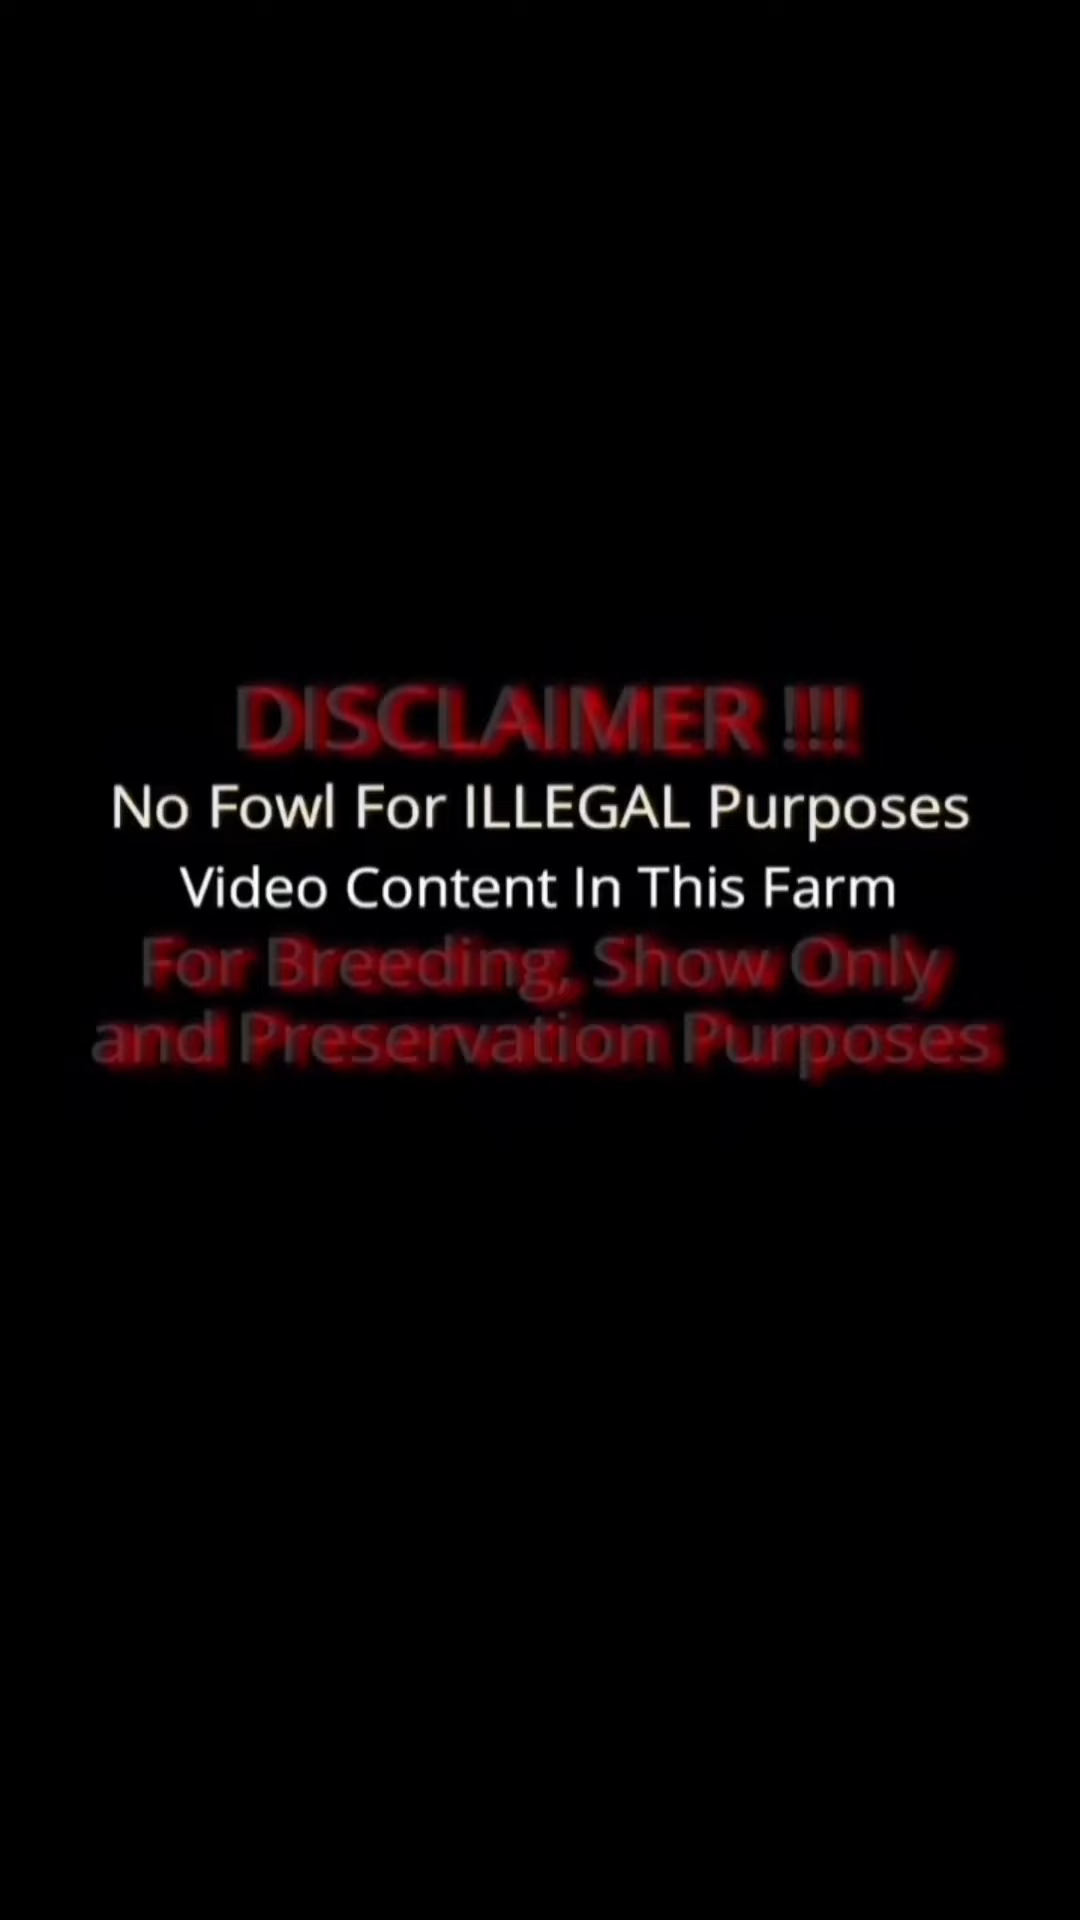 DISCLAIMER !!!
No Fowl For ILLEGAL Purposes
Video Content In This Farm
For Breeding, Show Only
and Preservation Purposes